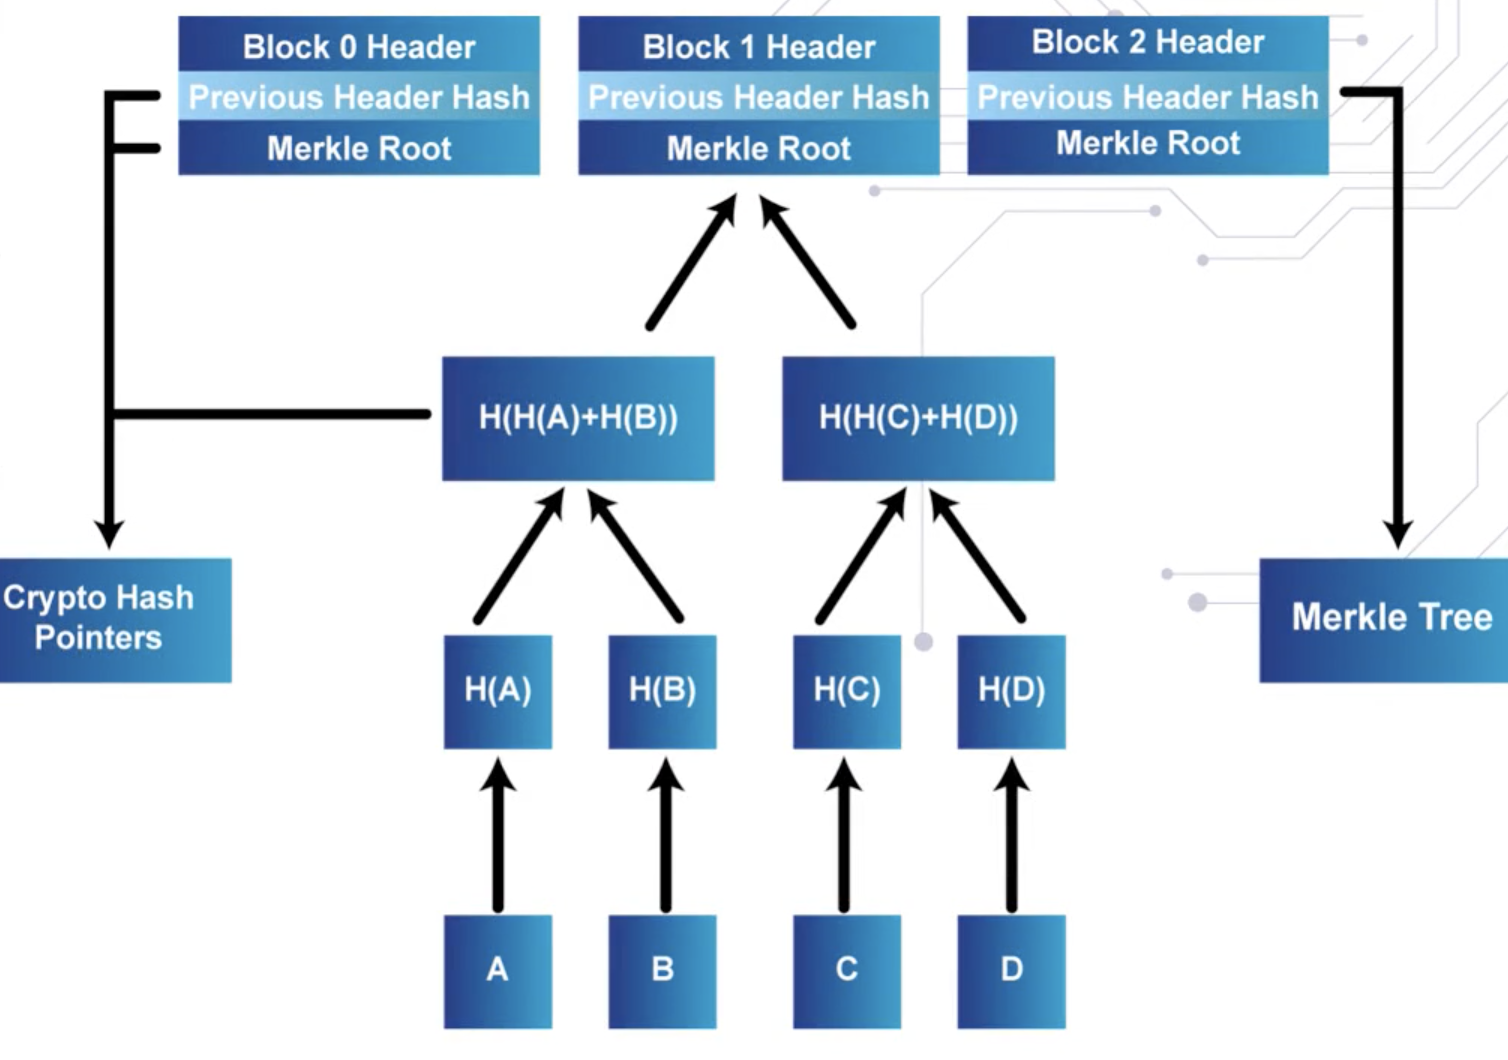 Block 0 Header
Previous Header Hash
Merkle Root
Block 1 Header
Previous Header Hash
Merkle Root
Block 2 Header
Previous Header Hash
Merkle Root
H(H(A)+H(B))
H(H(C)+H(D))
Crypto Hash
Pointers
Merkle Tree
H(A)
H(B)
H(C)
H(D)
A
B
C
D